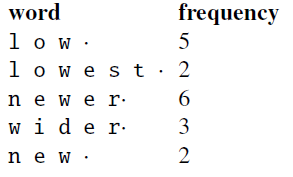 word frequency
l o w · 5
l o w e s t · 2
n e w e r· 6
w i d e r· 3
n e w · 2